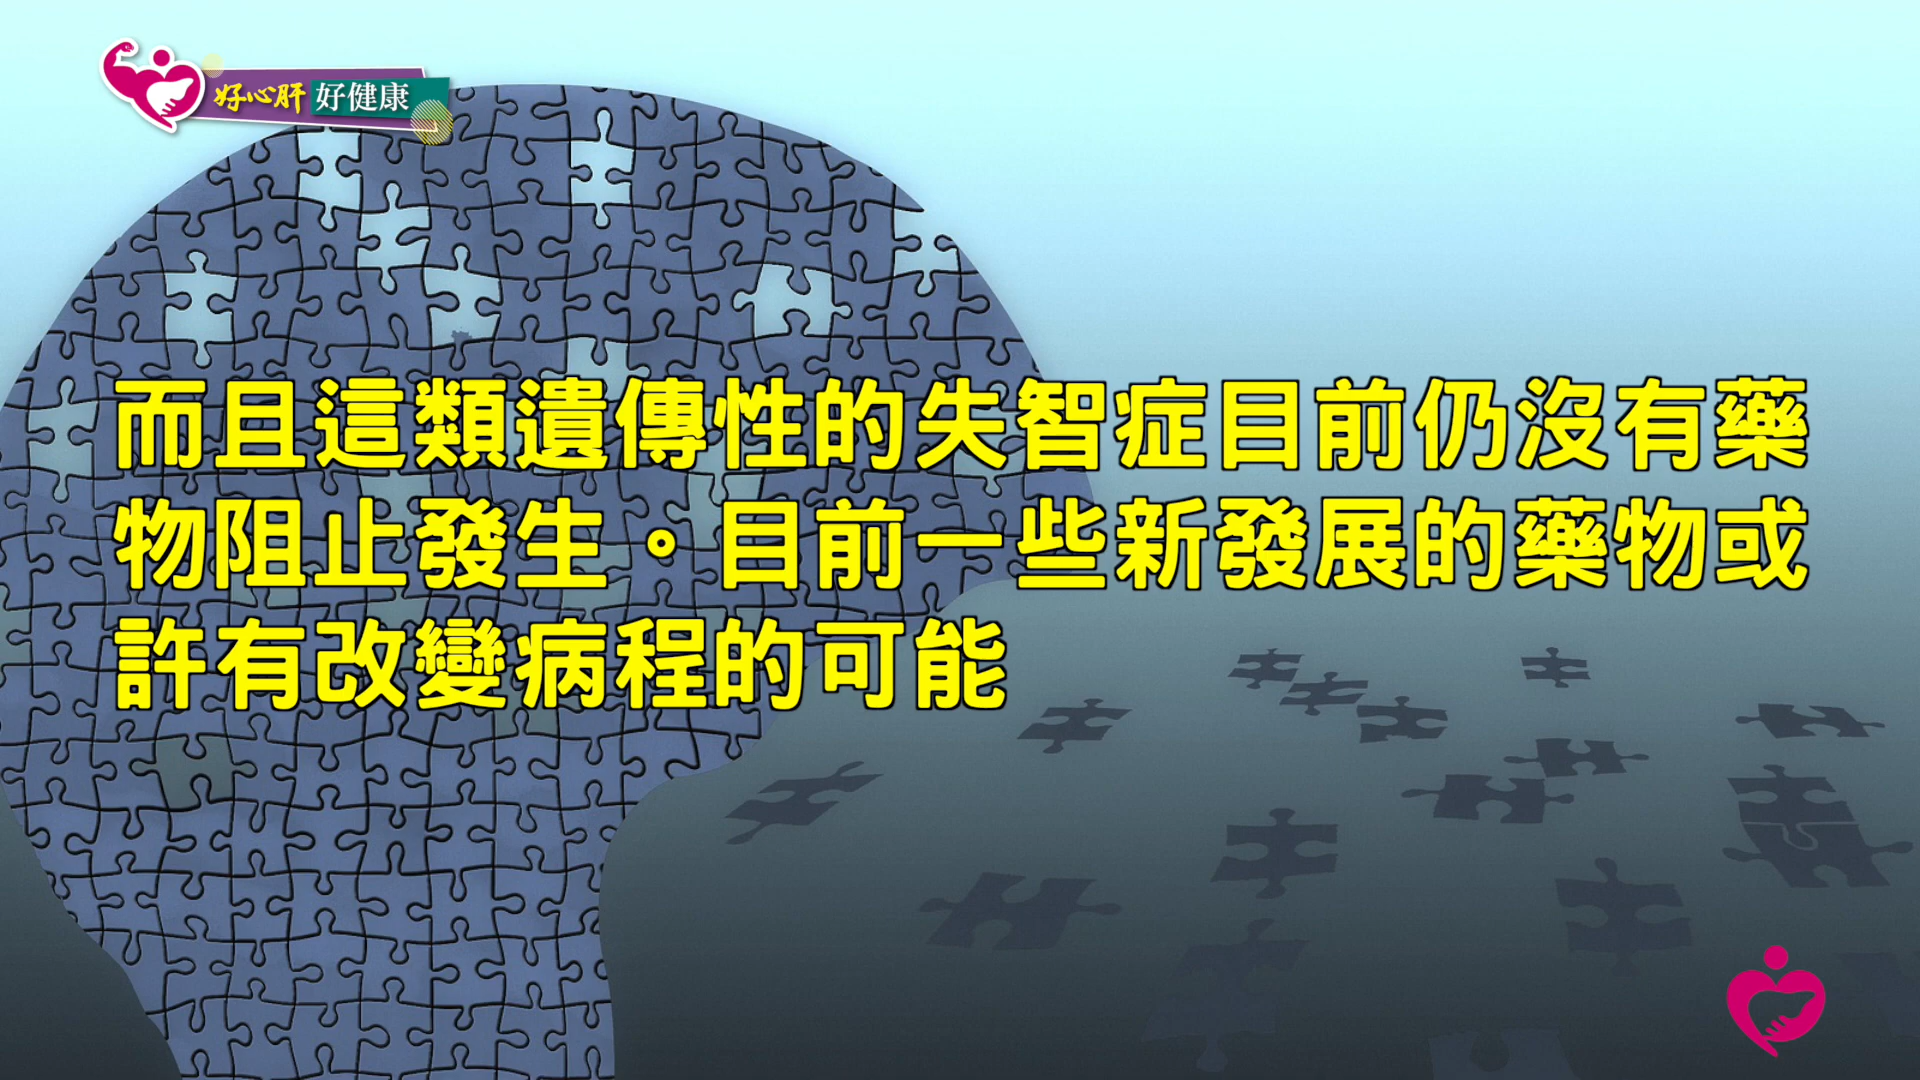 好心肝 好健康
而且這類遺傳性的失智症目前仍沒有藥
物阻止發生。目前一些新發展的藥物或
許有改變病程的可能